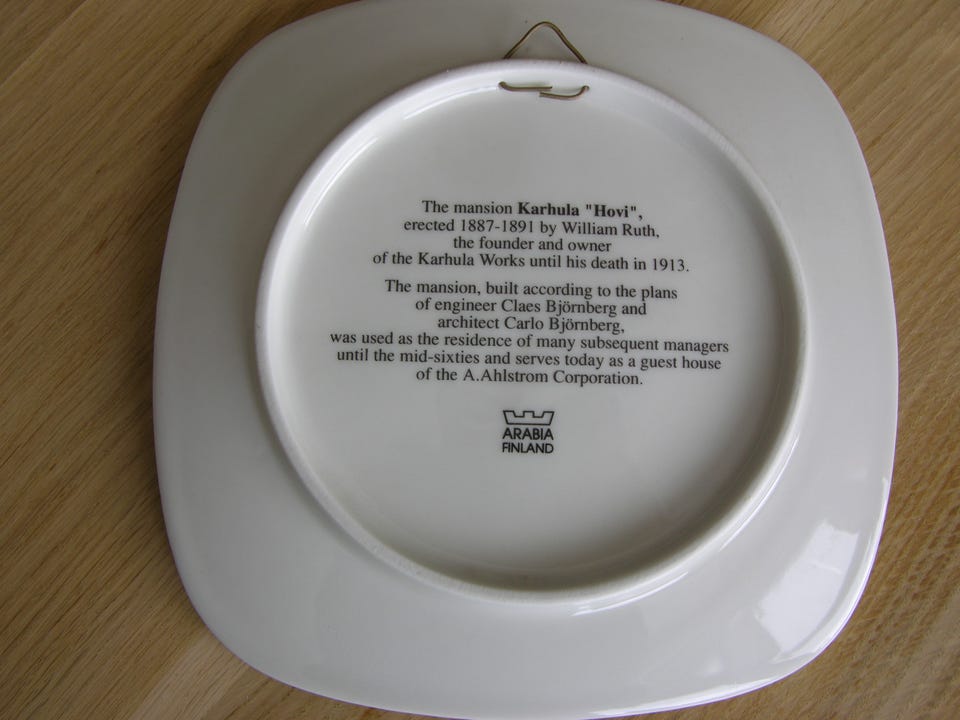 The mansion Karhula "Hovi",
erected 1887-1891 by William Ruth,
the founder and owner
of the Karhula Works until his death in 1913.
The mansion, built according to the plans
of engineer Claes Björnberg and
architect Carlo Björnberg,
was used as the residence of many subsequent managers
until the mid-sixties and serves today as a guest house
of the A.Ahlstrom Corporation.
ARABIA
FINLAND